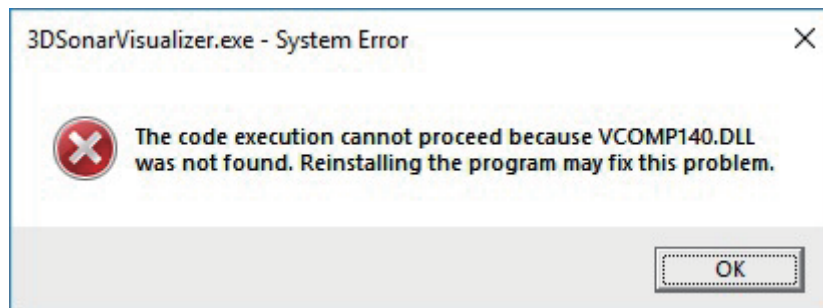 3DSonarVisualizer.exe - System Error
The code execution cannot proceed because VCOMP140.DLL
was not found. Reinstalling the program may fix this problem.
OK